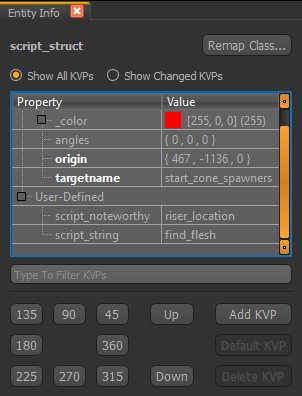 Entity Info X
script_struct Remap Class...
Show All KVPs Show Changed KVPs
Property Value
_color [255, 0, 0] (255)
angles { 0 , 0 , 0 }
origin { 467 , -1136 , 0 }
targetname start_zone_spawners
User-Defined
script_noteworthy riser_location
script_string find_flesh
Type To Filter KVPs
135 90 45 Up Add KVP
180 360 Default KVP
225 270 315 Down Delete KVP